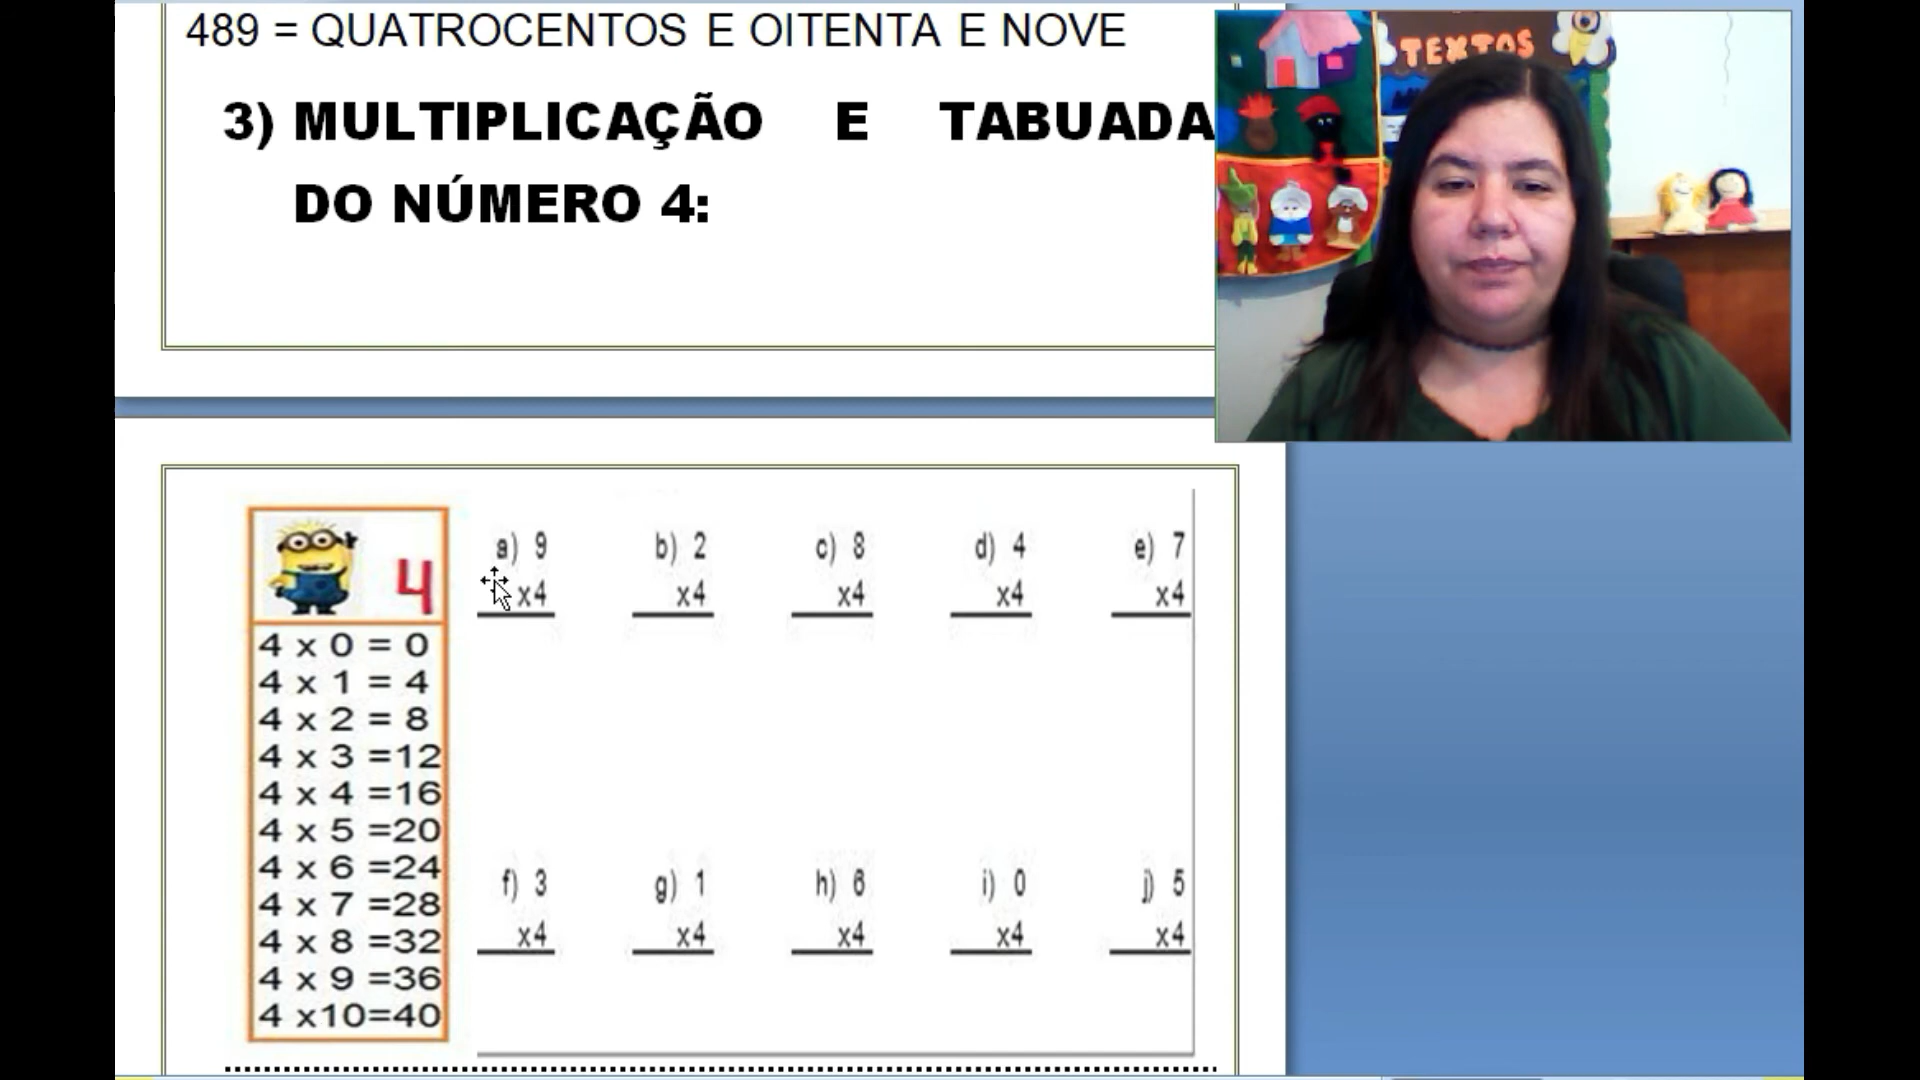 489 = QUATROCENTOS E OITENTA E NOVE
3) MULTIPLICAÇÃO E TABUADA
DO NÚMERO 4:
TEXTOS
4
4 x 0 = 0
4 x 1 = 4
4 x 2 = 8
4 x 3 =12
4 x 4 =16
4 x 5 =20
4 x 6 =24
4 x 7 =28
4 x 8 =32
4 x 9 =36
4 x10=40
a) 9 b) 2 c) 8 d) 4 e) 7
x4 x4 x4 x4 x4
f) 3 g) 1 h) 6 i) 0 j) 5
x4 x4 x4 x4 x4